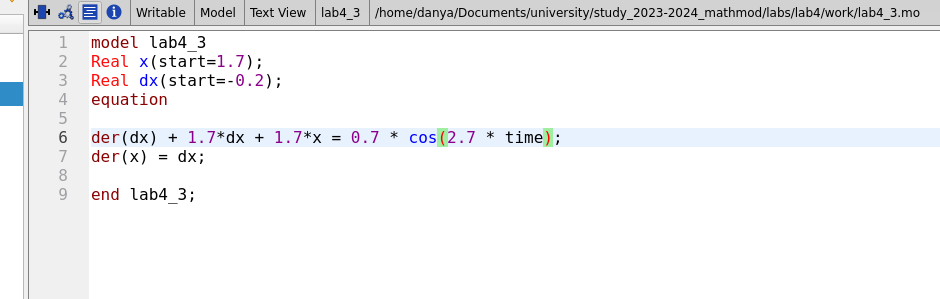 Writable Model Text View lab4_3 /home/danya/Documents/university/study_2023-2024_mathmod/labs/lab4/work/lab4_3.mo
1 model lab4_3
2 Real x(start=1.7);
3 Real dx(start=-0.2);
4 equation
5
6 der(dx) + 1.7*dx + 1.7*x = 0.7 * cos(2.7 * time);
7 der(x) = dx;
8
9 end lab4_3;